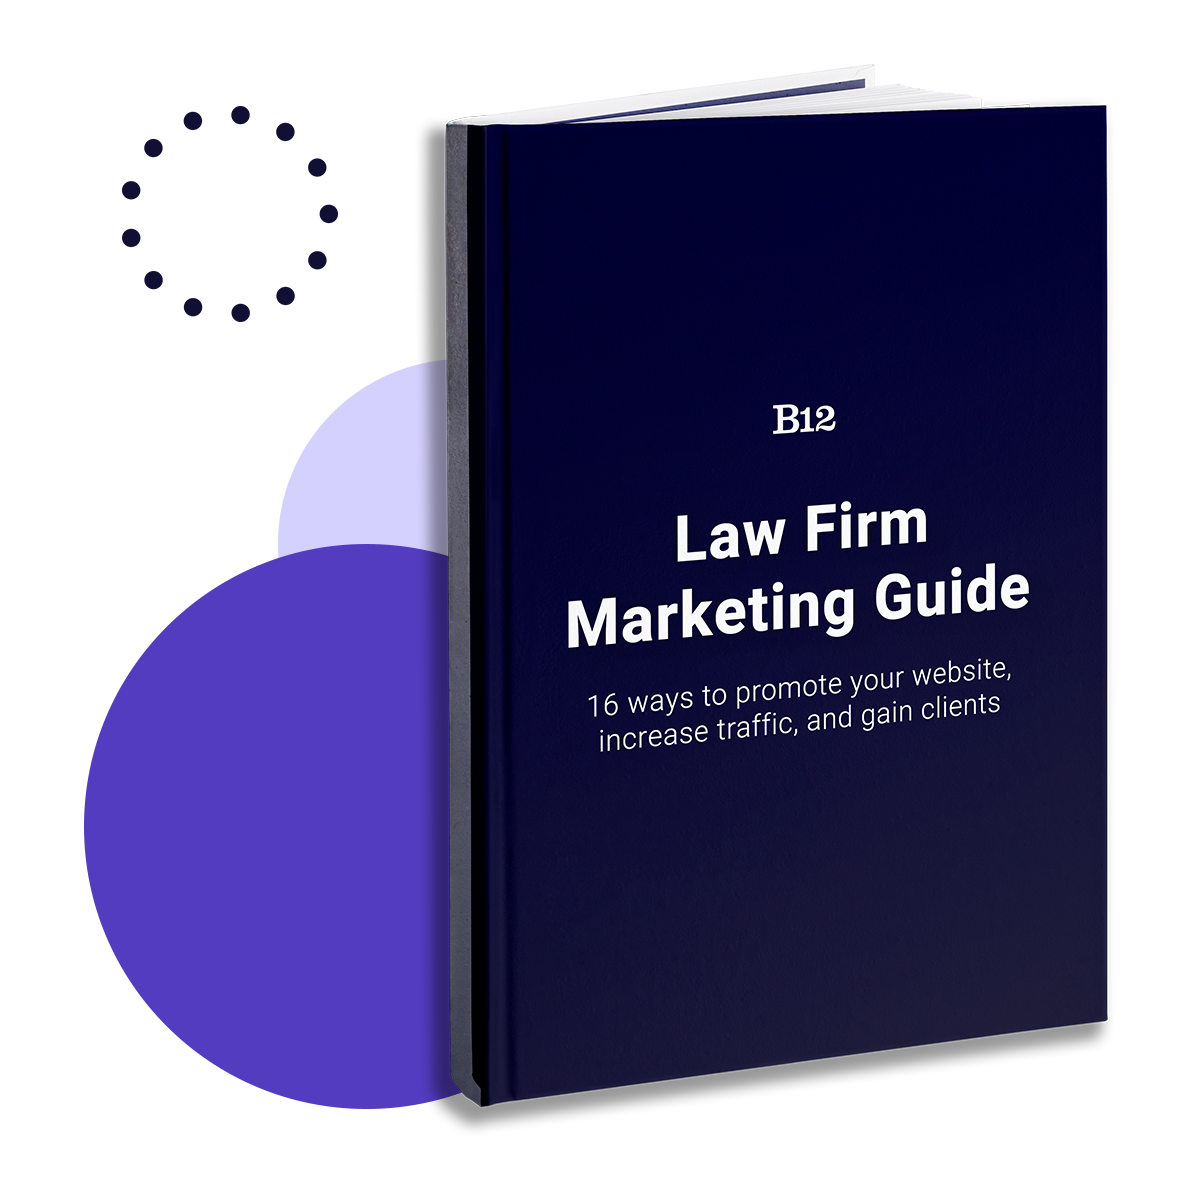 B12
Law Firm
Marketing Guide
16 ways to promote your website,
increase traffic, and gain clients